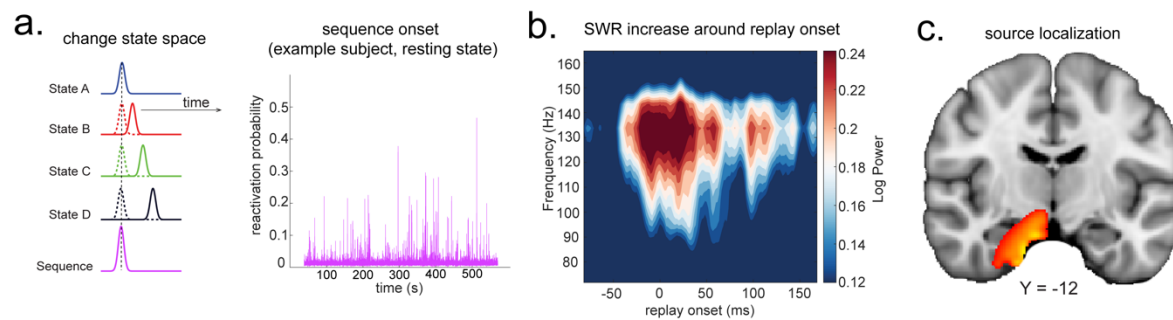 a.
change state space
State A
time
State B
State C
State D
Sequence
sequence onset
(example subject, resting state)
reactivation probability
0.5
0.4
0.3
0.2
0.1
0
100 200 300 400 500
time (s)
b.
SWR increase around replay onset
Frenquency (Hz)
160
150
140
130
120
110
100
90
80
-50 0 50 100 150
replay onset (ms)
0.24
0.22
0.2
0.18
0.16
0.14
0.12
Log Power
c.
source localization
Y = -12